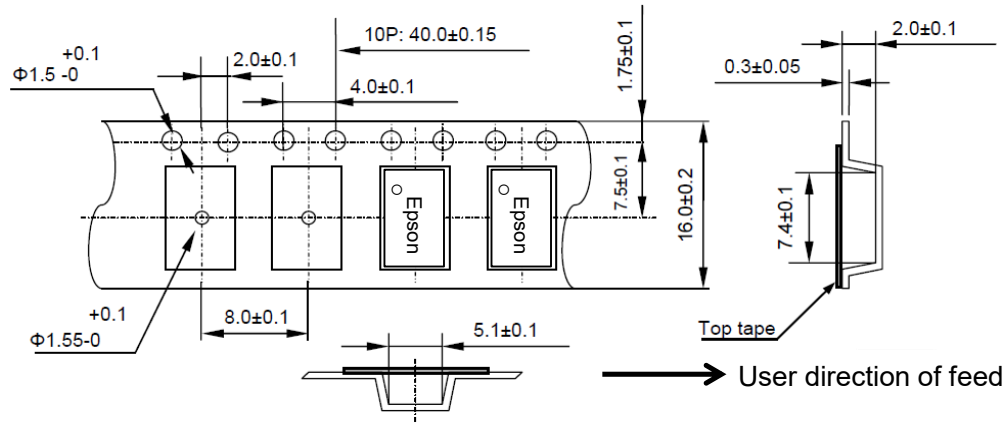 +0.1
Φ1.5 -0
2.0±0.1
10P: 40.0±0.15
4.0±0.1
1.75±0.1
7.5±0.1
16.0±0.2
2.0±0.1
0.3±0.05
7.4±0.1
Epson
Epson
+0.1
Φ1.55-0
8.0±0.1
5.1±0.1
Top tape
User direction of feed